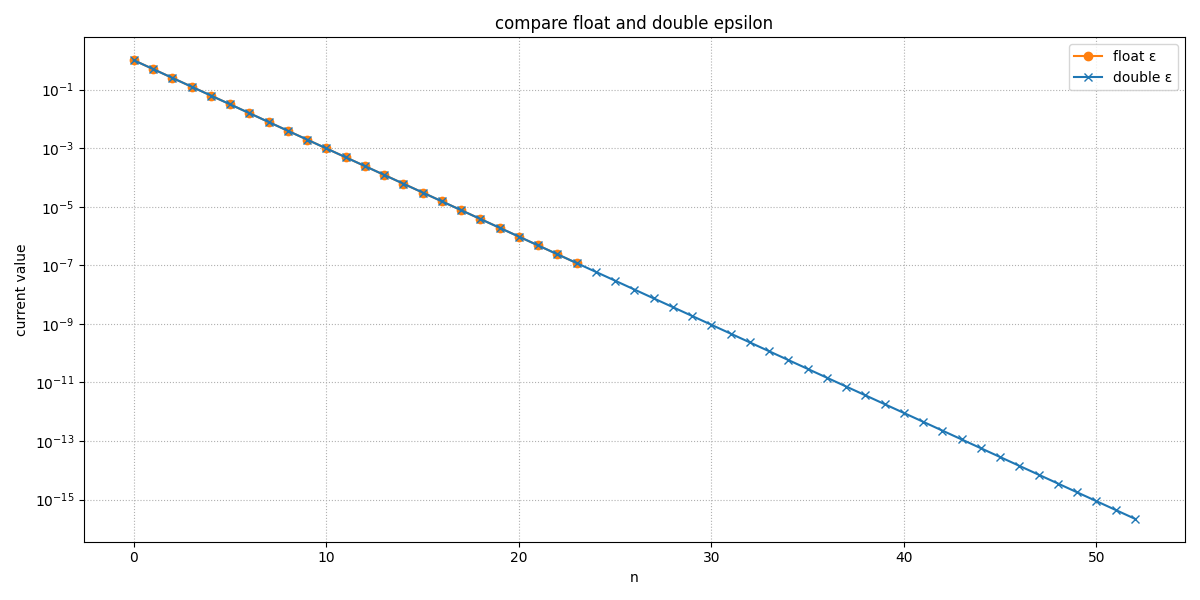 compare float and double epsilon
float ε
double ε
current value
10⁻¹
10⁻³
10⁻⁵
10⁻⁷
10⁻⁹
10⁻¹¹
10⁻¹³
10⁻¹⁵
0 10 20 30 40 50
n